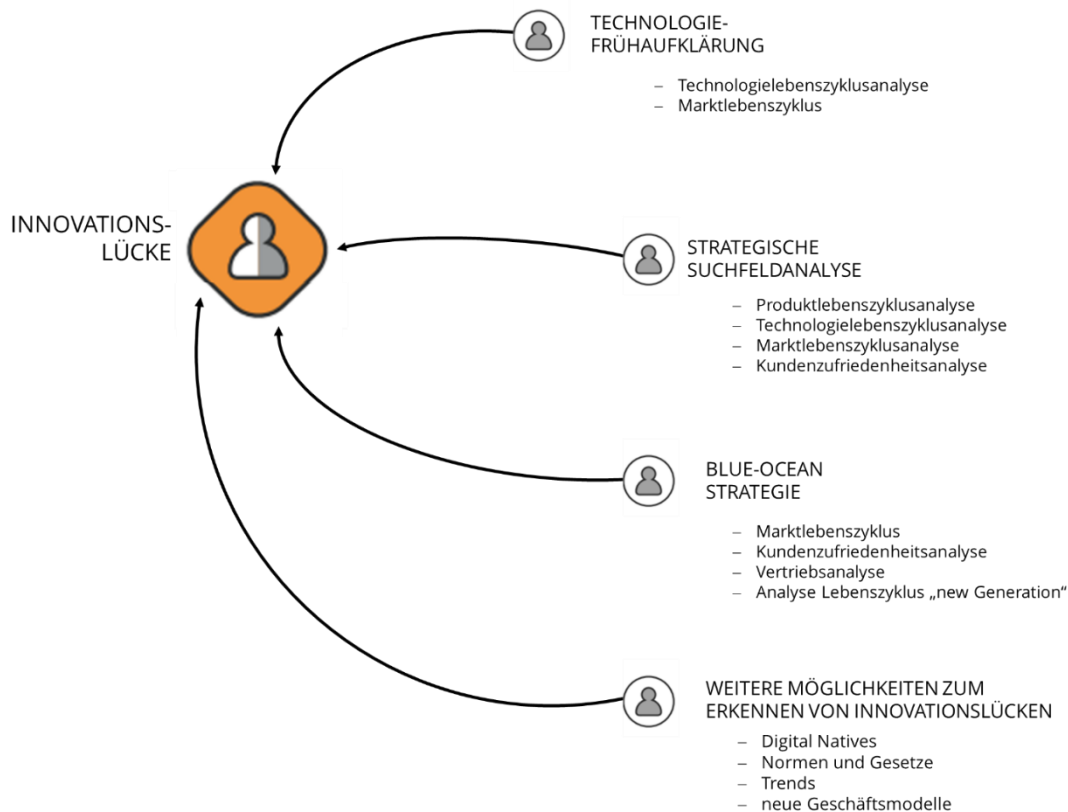 TECHNOLOGIE-
FRÜHAUFKLÄRUNG
– Technologielebenszyklusanalyse
– Marktlebenszyklus
INNOVATIONS-
LÜCKE
STRATEGISCHE
SUCHFELDANALYSE
– Produktlebenszyklusanalyse
– Technologielebenszyklusanalyse
– Marktlebenszyklusanalyse
– Kundenzufriedenheitsanalyse
BLUE-OCEAN
STRATEGIE
– Marktlebenszyklus
– Kundenzufriedenheitsanalyse
– Vertriebsanalyse
– Analyse Lebenszyklus „new Generation“
WEITERE MÖGLICHKEITEN ZUM
ERKENNEN VON INNOVATIONSLÜCKEN
– Digital Natives
– Normen und Gesetze
– Trends
– neue Geschäftsmodelle